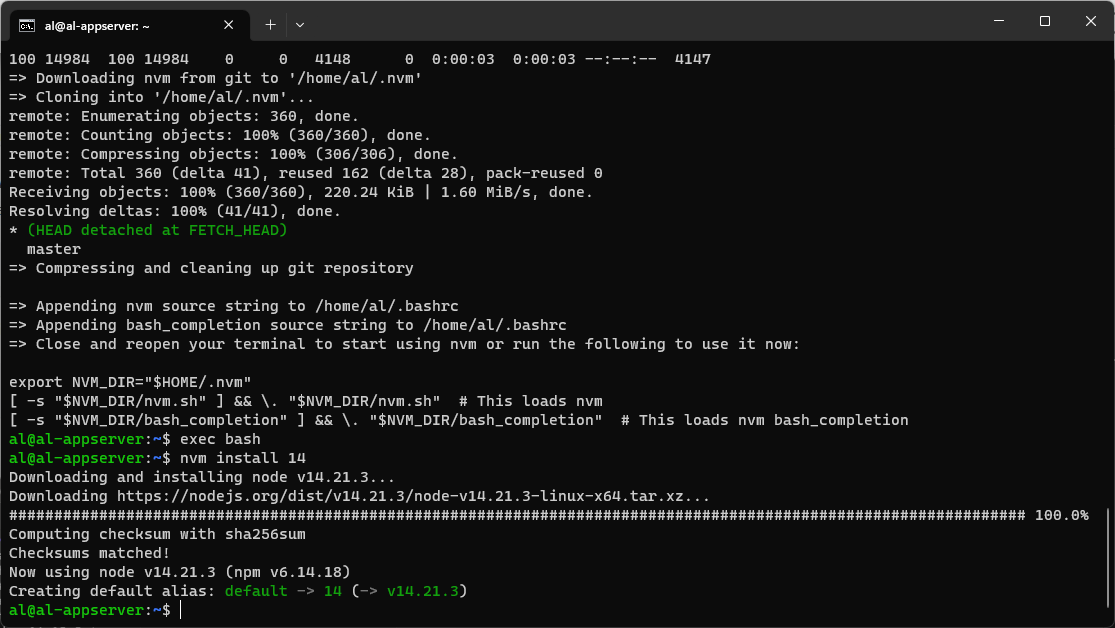 al@al-appserver: ~
100 14984  100 14984    0     0   4148      0  0:00:03  0:00:03 --:--:--  4147
=> Downloading nvm from git to '/home/al/.nvm'
=> Cloning into '/home/al/.nvm'...
remote: Enumerating objects: 360, done.
remote: Counting objects: 100% (360/360), done.
remote: Compressing objects: 100% (306/306), done.
remote: Total 360 (delta 41), reused 162 (delta 28), pack-reused 0
Receiving objects: 100% (360/360), 220.24 KiB | 1.60 MiB/s, done.
Resolving deltas: 100% (41/41), done.
* (HEAD detached at FETCH_HEAD)
  master
=> Compressing and cleaning up git repository

=> Appending nvm source string to /home/al/.bashrc
=> Appending bash_completion source string to /home/al/.bashrc
=> Close and reopen your terminal to start using nvm or run the following to use it now:

export NVM_DIR="$HOME/.nvm"
[ -s "$NVM_DIR/nvm.sh" ] && \. "$NVM_DIR/nvm.sh"  # This loads nvm
[ -s "$NVM_DIR/bash_completion" ] && \. "$NVM_DIR/bash_completion"  # This loads nvm bash_completion
al@al-appserver:~$ exec bash
al@al-appserver:~$ nvm install 14
Downloading and installing node v14.21.3...
Downloading https://nodejs.org/dist/v14.21.3/node-v14.21.3-linux-x64.tar.xz...
################################################################################################################# 100.0%
Computing checksum with sha256sum
Checksums matched!
Now using node v14.21.3 (npm v6.14.18)
Creating default alias: default -> 14 (-> v14.21.3)
al@al-appserver:~$